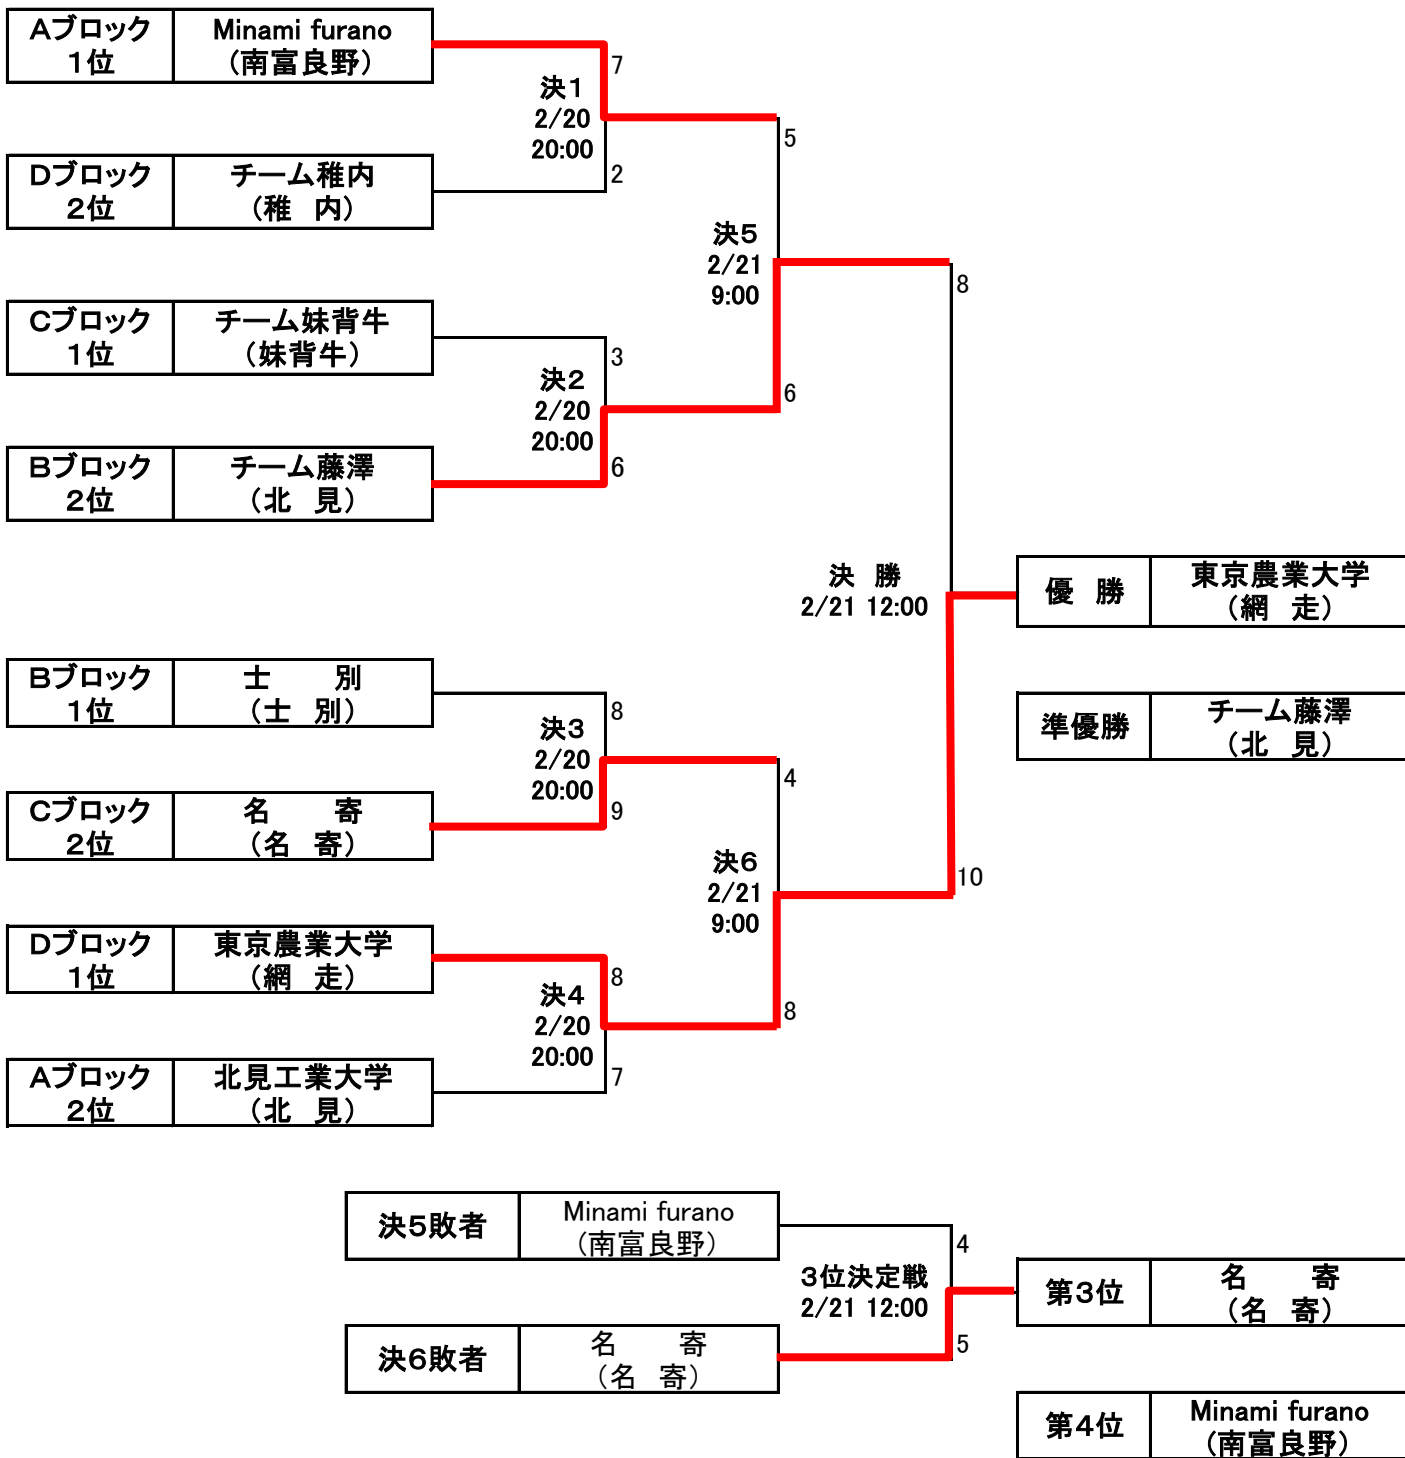 Aブロック
1位
Minami furano
(南富良野)
7
決1
2/20
20:00
5
Dブロック
2位
チーム稚内
(稚 内)
2
決5
2/21
9:00
8
Cブロック
1位
チーム妹背牛
(妹背牛)
3
決2
2/20
20:00
6
Bブロック
2位
チーム藤澤
(北 見)
6
決 勝
2/21 12:00
優 勝
東京農業大学
(網 走)
Bブロック
1位
士 別
(士 別)
8
決3
2/20
20:00
4
準優勝
チーム藤澤
(北 見)
Cブロック
2位
名 寄
(名 寄)
9
決6
2/21
9:00
10
Dブロック
1位
東京農業大学
(網 走)
8
決4
2/20
20:00
8
Aブロック
2位
北見工業大学
(北 見)
7
決5敗者
Minami furano
(南富良野)
4
3位決定戦
2/21 12:00
第3位
名 寄
(名 寄)
決6敗者
名 寄
(名 寄)
5
第4位
Minami furano
(南富良野)